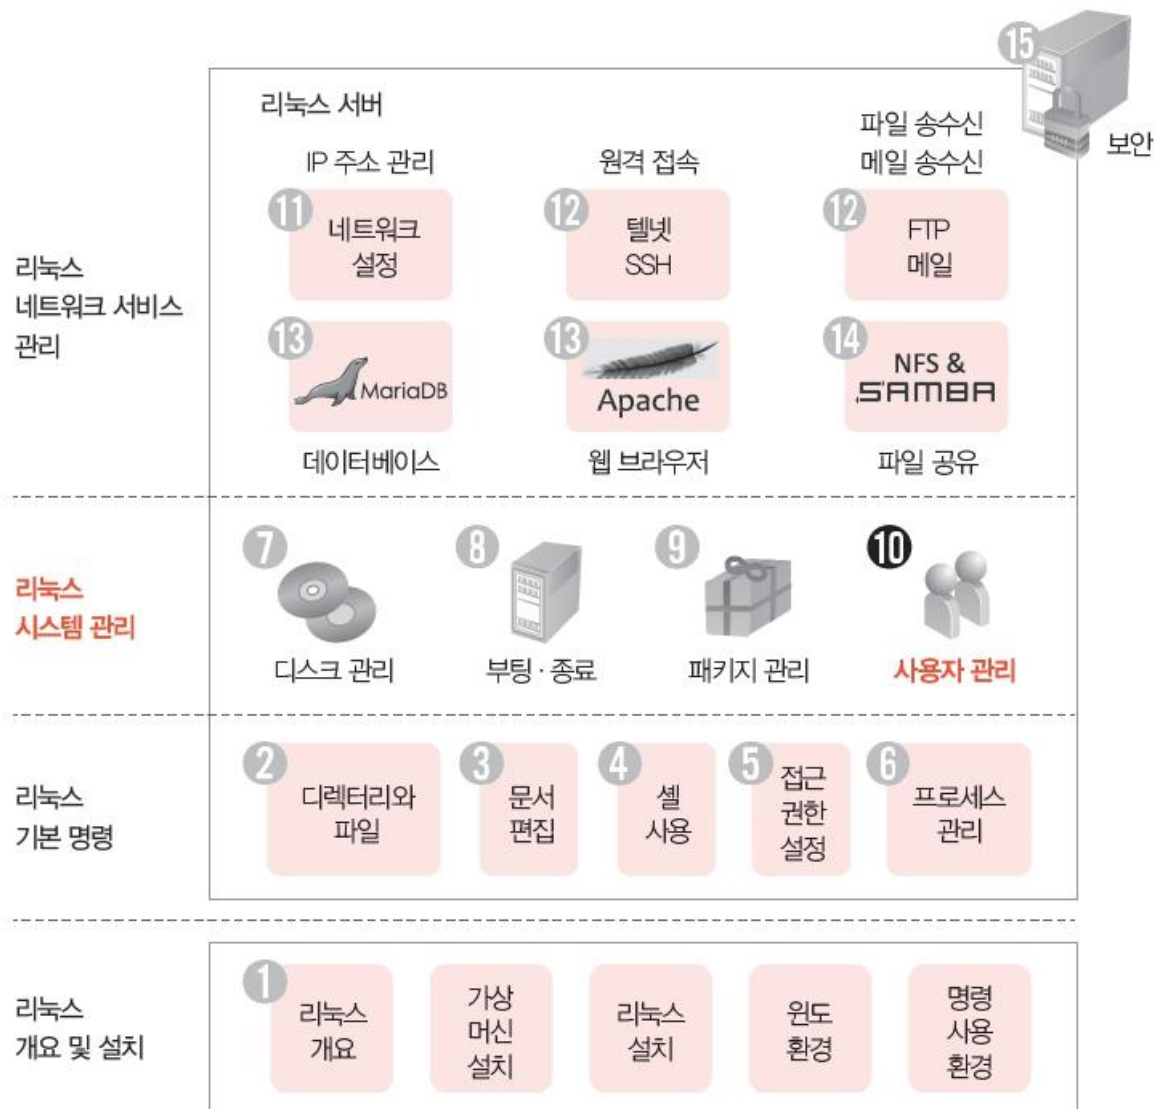 15
보안
리눅스 서버
리눅스
네트워크 서비스
관리
IP 주소 관리
11
네트워크
설정
원격 접속
12
텔넷
SSH
파일 송수신
메일 송수신
12
FTP
메일
13
MariaDB
데이터베이스
13
Apache
웹 브라우저
14
NFS &
SAMBA
파일 공유
리눅스
시스템 관리
7
디스크 관리
8
부팅 · 종료
9
패키지 관리
10
사용자 관리
리눅스
기본 명령
2
디렉터리와
파일
3
문서
편집
4
셸
사용
5
접근
권한
설정
6
프로세스
관리
리눅스
개요 및 설치
1
리눅스
개요
가상
머신
설치
리눅스
설치
윈도
환경
명령
사용
환경